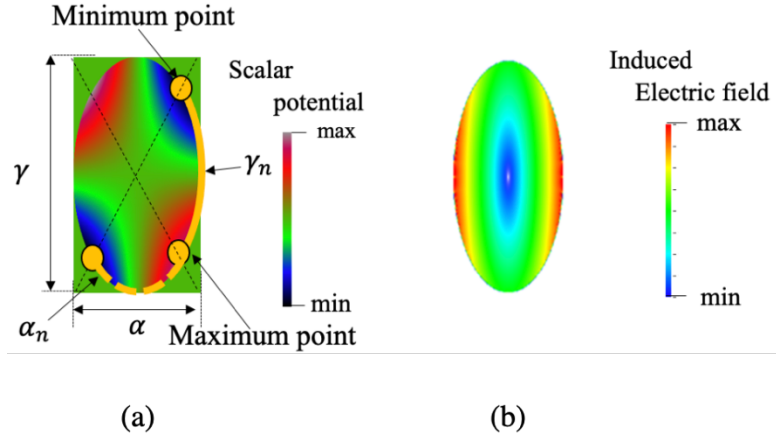 Minimum point
Scalar
potential
max
min
γ
γₙ
αₙ
α
Maximum point
Induced
Electric field
max
min
(a)
(b)